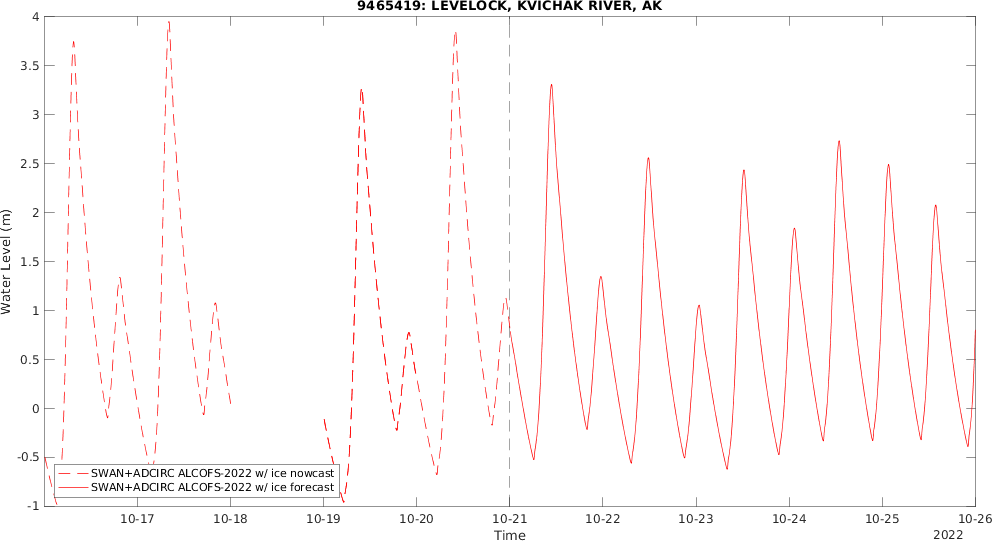 9465419: LEVELOCK, KVICHAK RIVER, AK
Water Level (m)
4
3.5
3
2.5
2
1.5
1
0.5
0
-0.5
-1
SWAN+ADCIRC ALCOFS-2022 w/ ice nowcast
SWAN+ADCIRC ALCOFS-2022 w/ ice forecast
10-17 10-18 10-19 10-20 10-21 10-22 10-23 10-24 10-25 10-26
Time
2022